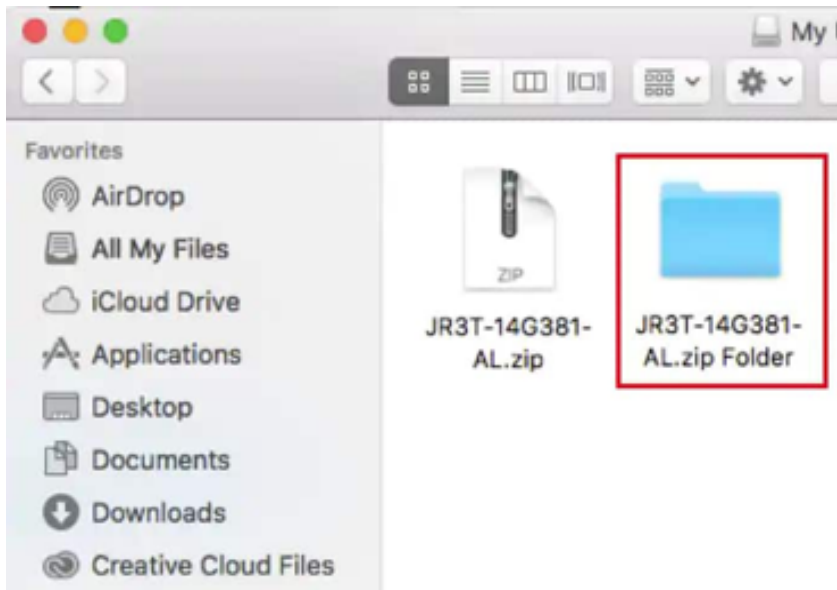 My
Favorites
AirDrop
All My Files
iCloud Drive
Applications
Desktop
Documents
Downloads
Creative Cloud Files
ZIP
JR3T-14G381-
AL.zip
JR3T-14G381-
AL.zip Folder